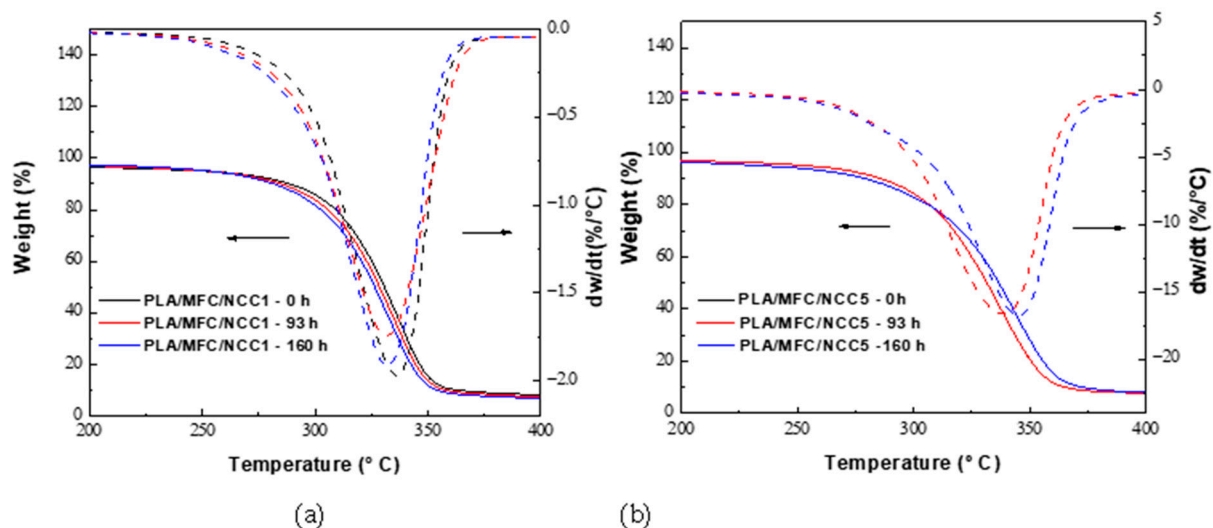 140
120
100
80
60
40
20
0
Weight (%)
200
250
300
350
400
Temperature (° C)
0.0
−0.5
−1.0
−1.5
−2.0
dw/dt(%/°C)
PLA/MFC/NCC1 - 0 h
PLA/MFC/NCC1 - 93 h
PLA/MFC/NCC1 - 160 h
(a)
140
120
100
80
60
40
20
0
Weight (%)
200
250
300
350
400
Temperature (° C)
5
0
−5
−10
−15
−20
dw/dt (%/°C)
PLA/MFC/NCC5 - 0h
PLA/MFC/NCC5 - 93 h
PLA/MFC/NCC5 -160 h
(b)